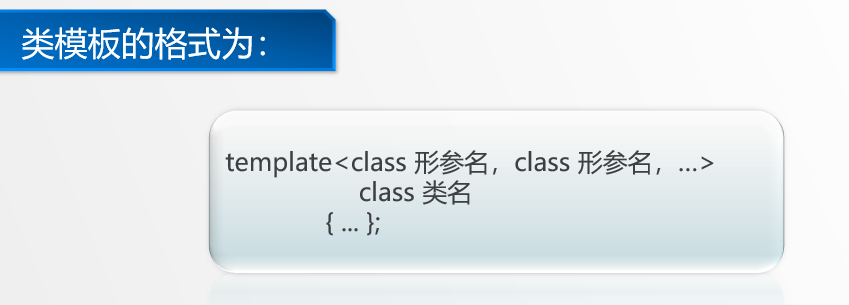 类模板的格式为：
template<class 形参名，class 形参名，…>
class 类名
{ ... };